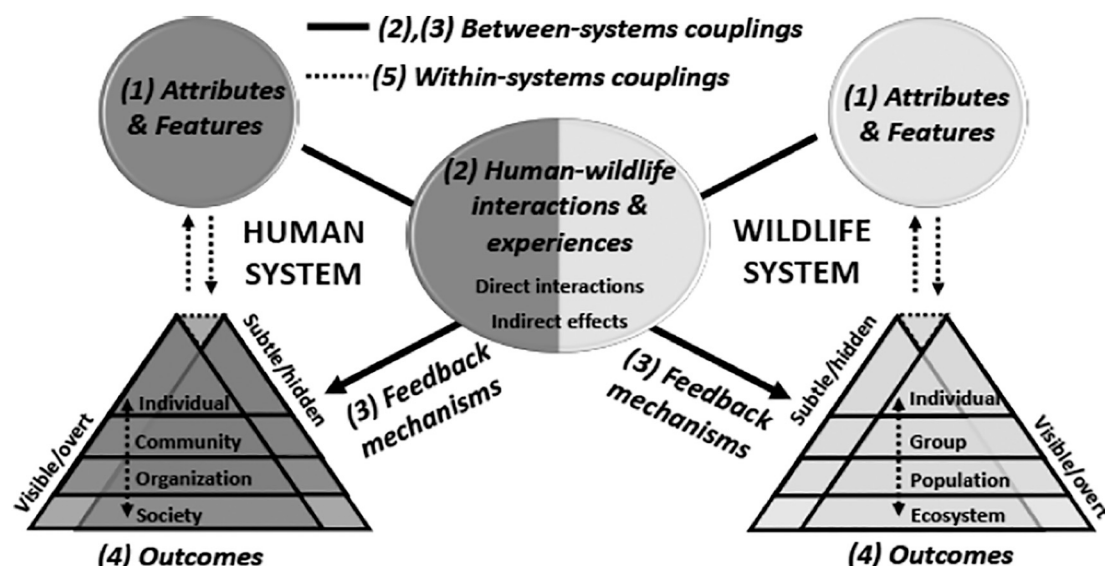 (2),(3) Between-systems couplings
(5) Within-systems couplings
(1) Attributes
& Features
(1) Attributes
& Features
(2) Human-wildlife
interactions &
experiences
Direct interactions
Indirect effects
HUMAN
SYSTEM
WILDLIFE
SYSTEM
Subtle/hidden
Visible/overt
Individual
Community
Organization
Society
(4) Outcomes
(3) Feedback
mechanisms
(3) Feedback
mechanisms
Subtle/hidden
Visible/overt
Individual
Group
Population
Ecosystem
(4) Outcomes